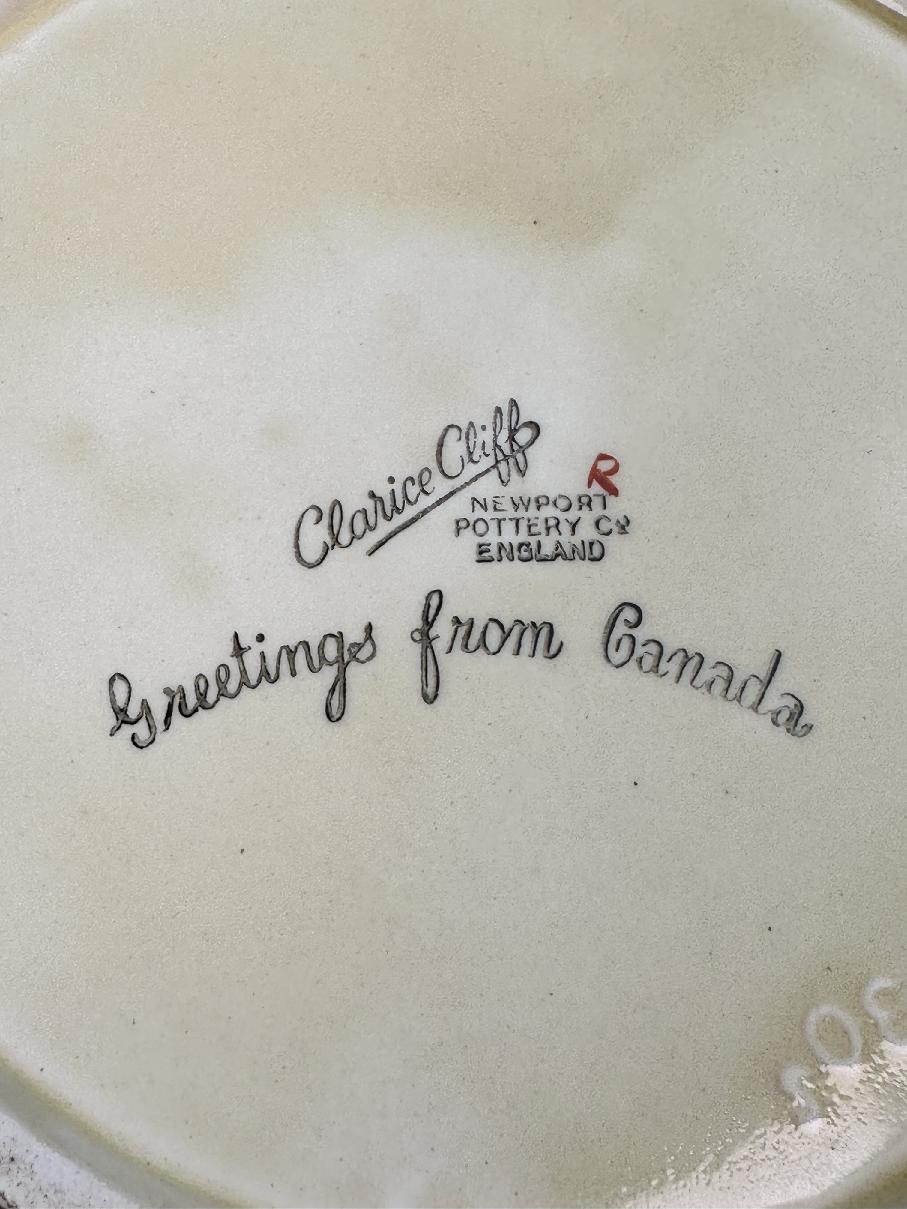 Clarice Cliff
R
NEWPORT
POTTERY Co
ENGLAND
Greetings from Canada